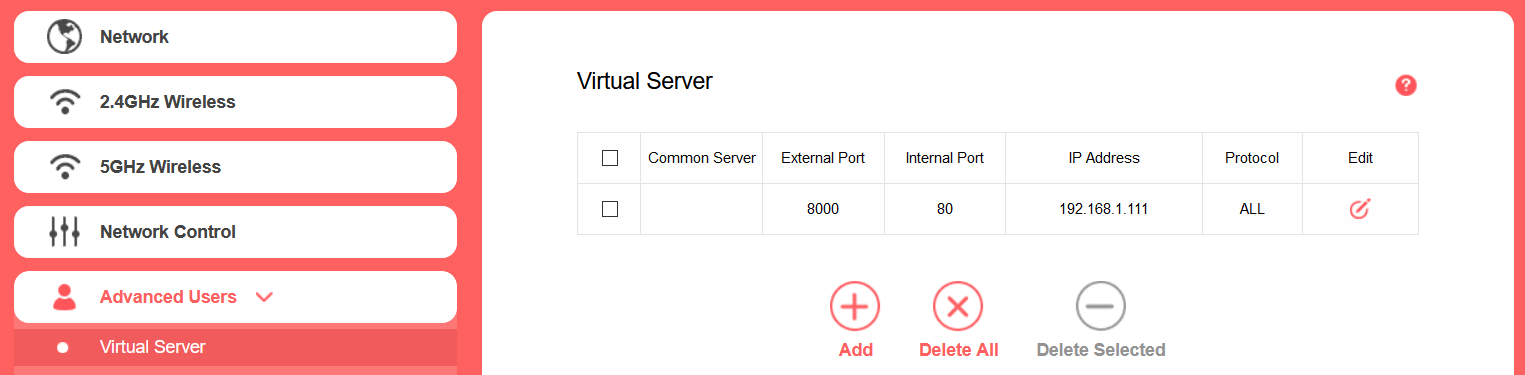 Network
2.4GHz Wireless
5GHz Wireless
Network Control
Advanced Users
Virtual Server
Virtual Server
?
Common Server External Port Internal Port IP Address Protocol Edit
8000 80 192.168.1.111 ALL
Add Delete All Delete Selected